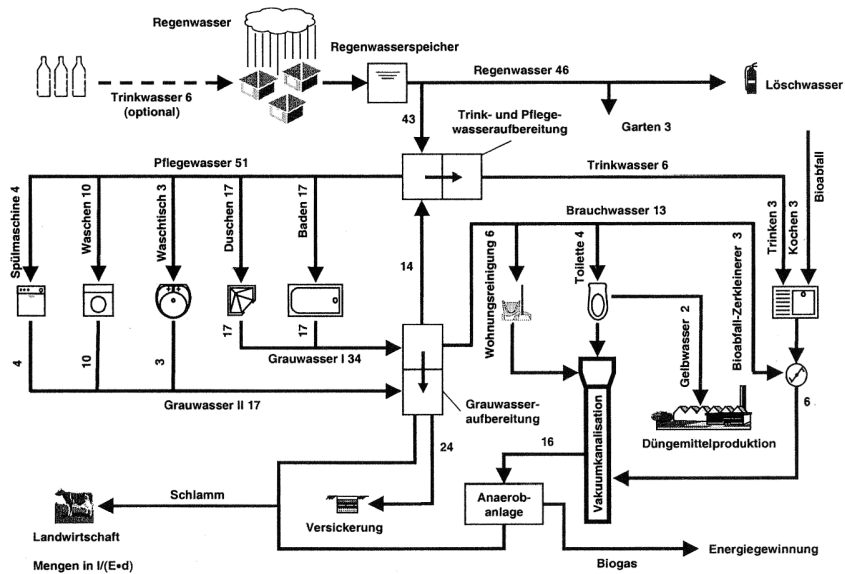 Regenwasser
Regenwasserspeicher
Regenwasser 46
Löschwasser
Trinkwasser 6
(optional)
43
Trink- und Pflege-
wasseraufbereitung
Garten 3
Bioabfall
Pflegewasser 51
Trinkwasser 6
Spülmaschine 4
Waschen 10
Waschtisch 3
Duschen 17
Baden 17
14
Brauchwasser 13
Wohnungsreinigung 6
Toilette 4
Gelbwasser 2
Bioabfall-Zerkleinerer 3
Trinken 3
Kochen 3
4
10
3
17
17
Grauwasser I 34
Grauwasser II 17
Grauwasser-
aufbereitung
24
16
6
Vakuumkanalisation
Düngemittelproduktion
Schlamm
Landwirtschaft
Versickerung
Anaerob-
anlage
Biogas
Energiegewinnung
Mengen in l/(E•d)